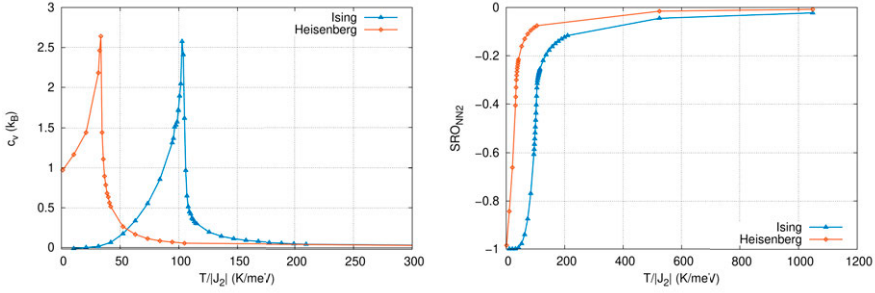 Ising
Heisenberg
3
2.5
2
1.5
1
0.5
0
c_v (k_B)
0 50 100 150 200 250 300
T/|J_2| (K/meV)
0
−0.2
−0.4
−0.6
−0.8
−1
SRO_NN2
Ising
Heisenberg
0 200 400 600 800 1000 1200
T/|J_2| (K/meV)